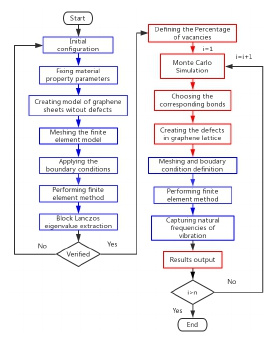 Start
Initial
configuration
Fixing material
property parameters
Creating model of graphene
sheets witout defects
Meshing the finite
element model
Applying the
boundary conditions
Performing finite
element method
Block Lanczos
eigenvalue extraction
No
Yes
Verified
Defining the Percentage
of vacancies
i=1
i=i+1
Monte Carlo
Simulation
Choosing the
corresponding bonds
Creating the defects
in graphene lattice
Meshing and boudary
condition definition
Performing finite
element method
Capturing natural
frequencies of
vibration
Results output
No
i>n
Yes
End